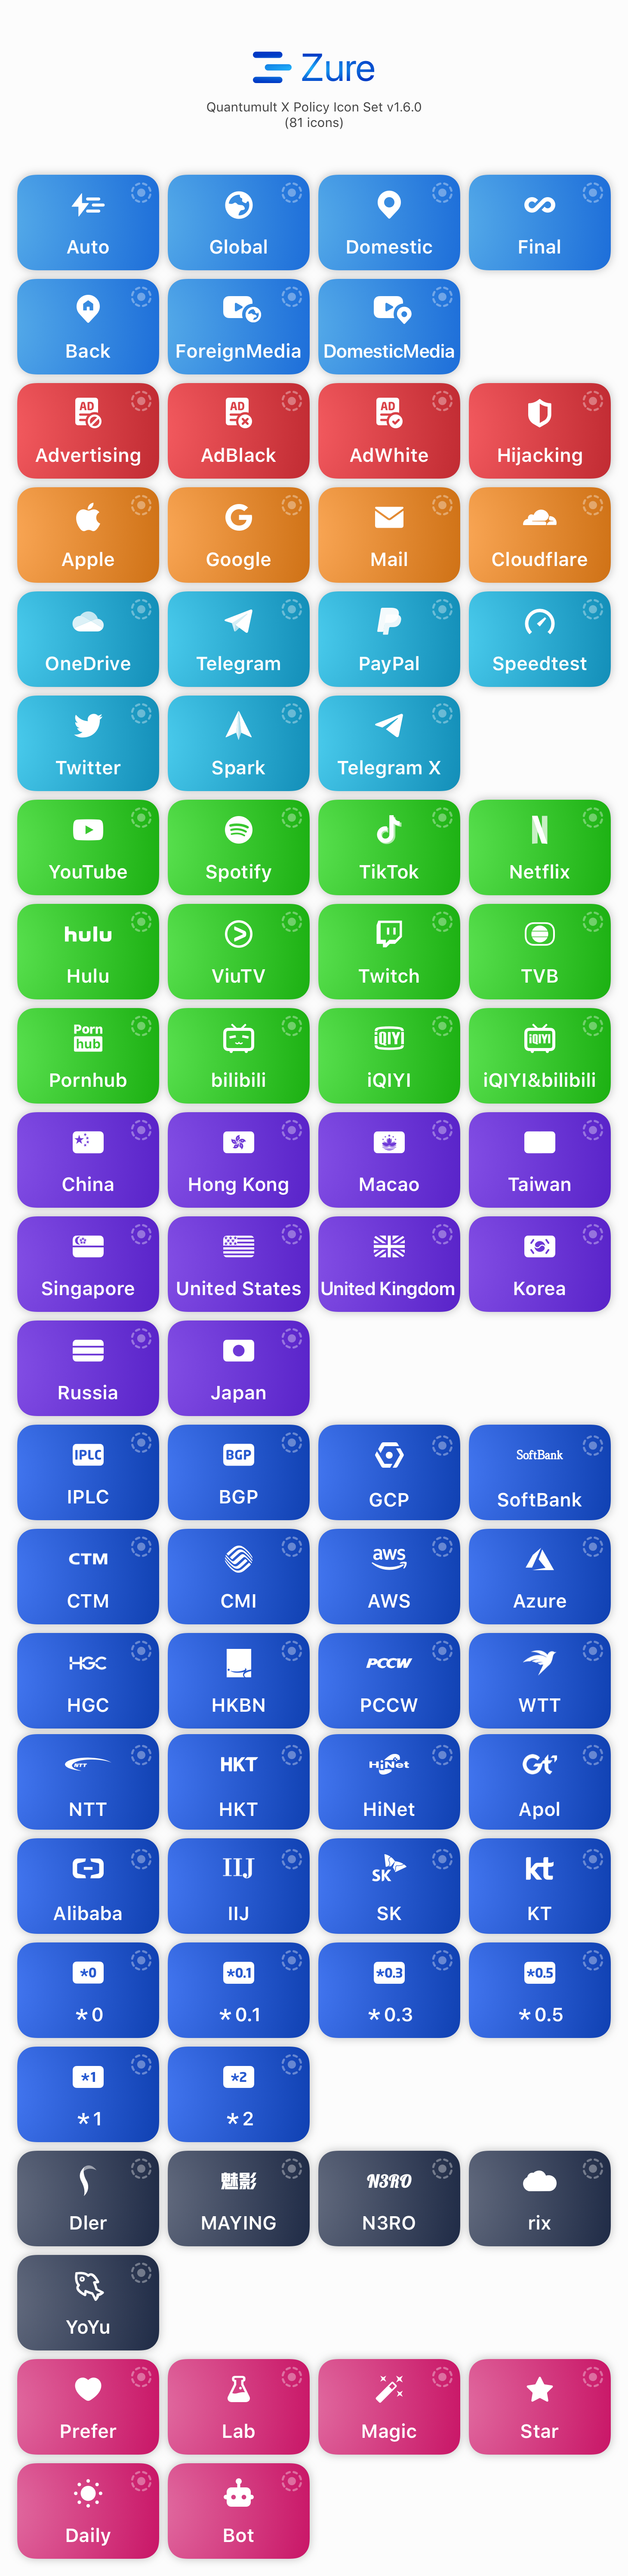 Zure
Quantumult X Policy Icon Set v1.6.0
(81 icons)
Auto Global Domestic Final
Back ForeignMedia DomesticMedia
AD AD AD
Advertising AdBlack AdWhite Hijacking
Apple Google Mail Cloudflare
OneDrive Telegram PayPal Speedtest
Twitter Spark Telegram X
YouTube Spotify TikTok Netflix
hulu
Hulu ViuTV Twitch TVB
Porn
hub iQIYI iQIYI
Pornhub bilibili iQIYI iQIYI&bilibili
China Hong Kong Macao Taiwan
Singapore United States United Kingdom Korea
Russia Japan
IPLC BGP SoftBank
IPLC BGP GCP SoftBank
CTM aws
CTM CMI AWS Azure
HGC PCCW
HGC HKBN PCCW WTT
NTT HKT HiNet Gt
NTT HKT HiNet Apol
IIJ SK kt
Alibaba IIJ SK KT
*0 *0.1 *0.3 *0.5
*0 *0.1 *0.3 *0.5
*1 *2
*1 *2
魅影 N3RO
Dler MAYING N3RO rix
YoYu
Prefer Lab Magic Star
Daily Bot